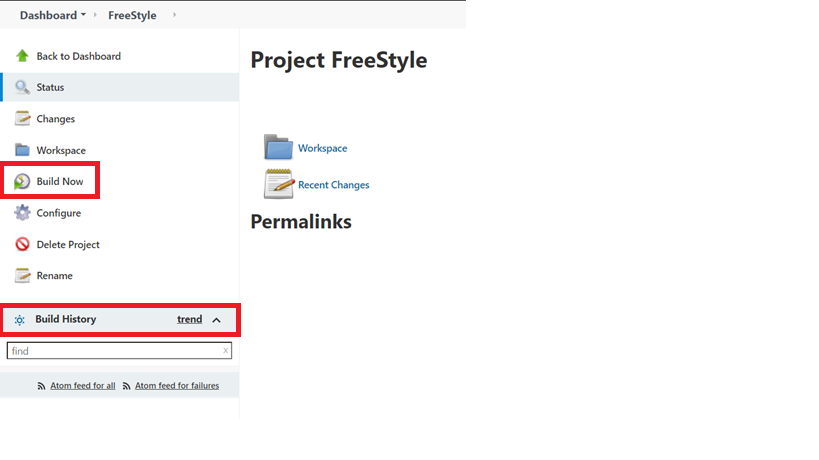 Dashboard FreeStyle
Back to Dashboard
Status
Changes
Workspace
Build Now
Configure
Delete Project
Rename
Build History trend
find x
Atom feed for all Atom feed for failures
Project FreeStyle
Workspace
Recent Changes
Permalinks